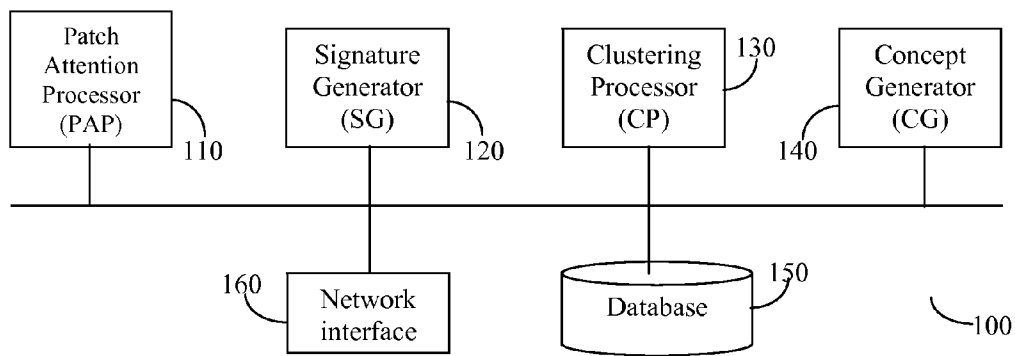 Patch
Attention
Processor
(PAP)
110
Signature
Generator
(SG)
120
Clustering
Processor
(CP)
130
Concept
Generator
(CG)
140
160
Network
interface
Database
150
100